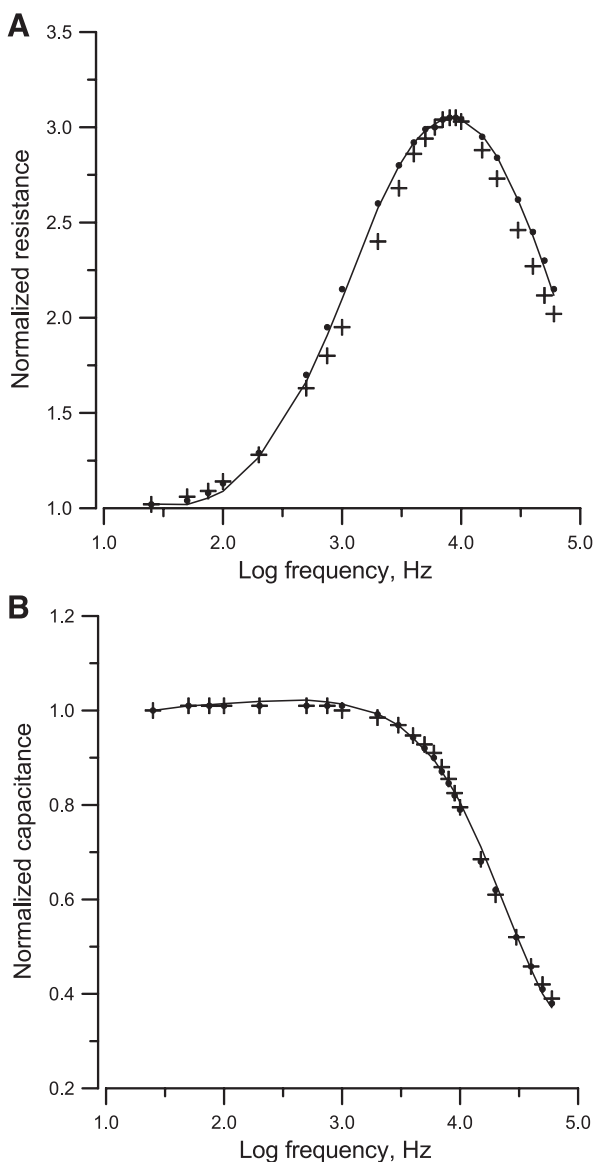 A
3.5
3.0
2.5
2.0
1.5
1.0
Normalized resistance
1.0 2.0 3.0 4.0 5.0
Log frequency, Hz
B
1.2
1.0
0.8
0.6
0.4
0.2
Normalized capacitance
1.0 2.0 3.0 4.0 5.0
Log frequency, Hz